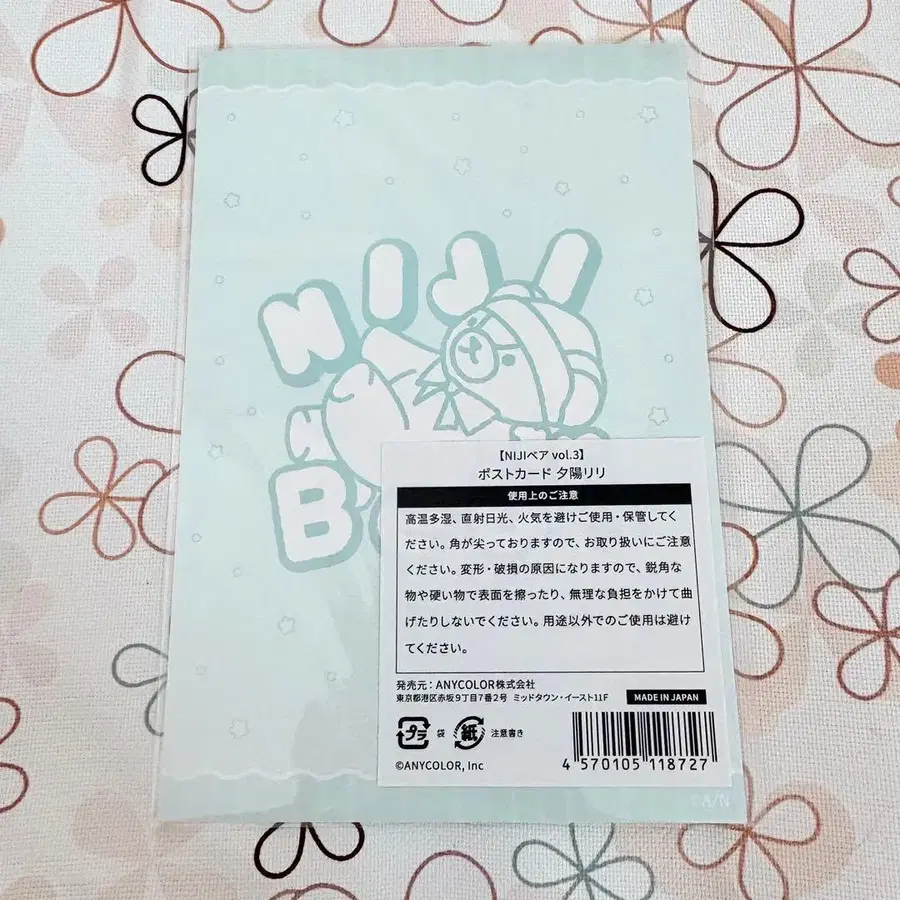 NIJI
B
【NIJIベア vol.3】
ポストカード 夕陽リリ
使用上のご注意
高温多湿、直射日光、火気を避けご使用・保管してく
ださい。角が尖っておりますので、お取り扱いにご注意
ください。変形・破損の原因になりますので、鋭角な
物や硬い物で表面を擦ったり、無理な負担をかけて曲
げたりしないでください。用途以外でのご使用は避け
てください。
発売元：ANYCOLOR株式会社
東京都港区赤坂9丁目7番2号 ミッドタウン・イースト11F
MADE IN JAPAN
プラ 袋 紙 注意書き
©ANYCOLOR, Inc
4 570105 118727
©A/N